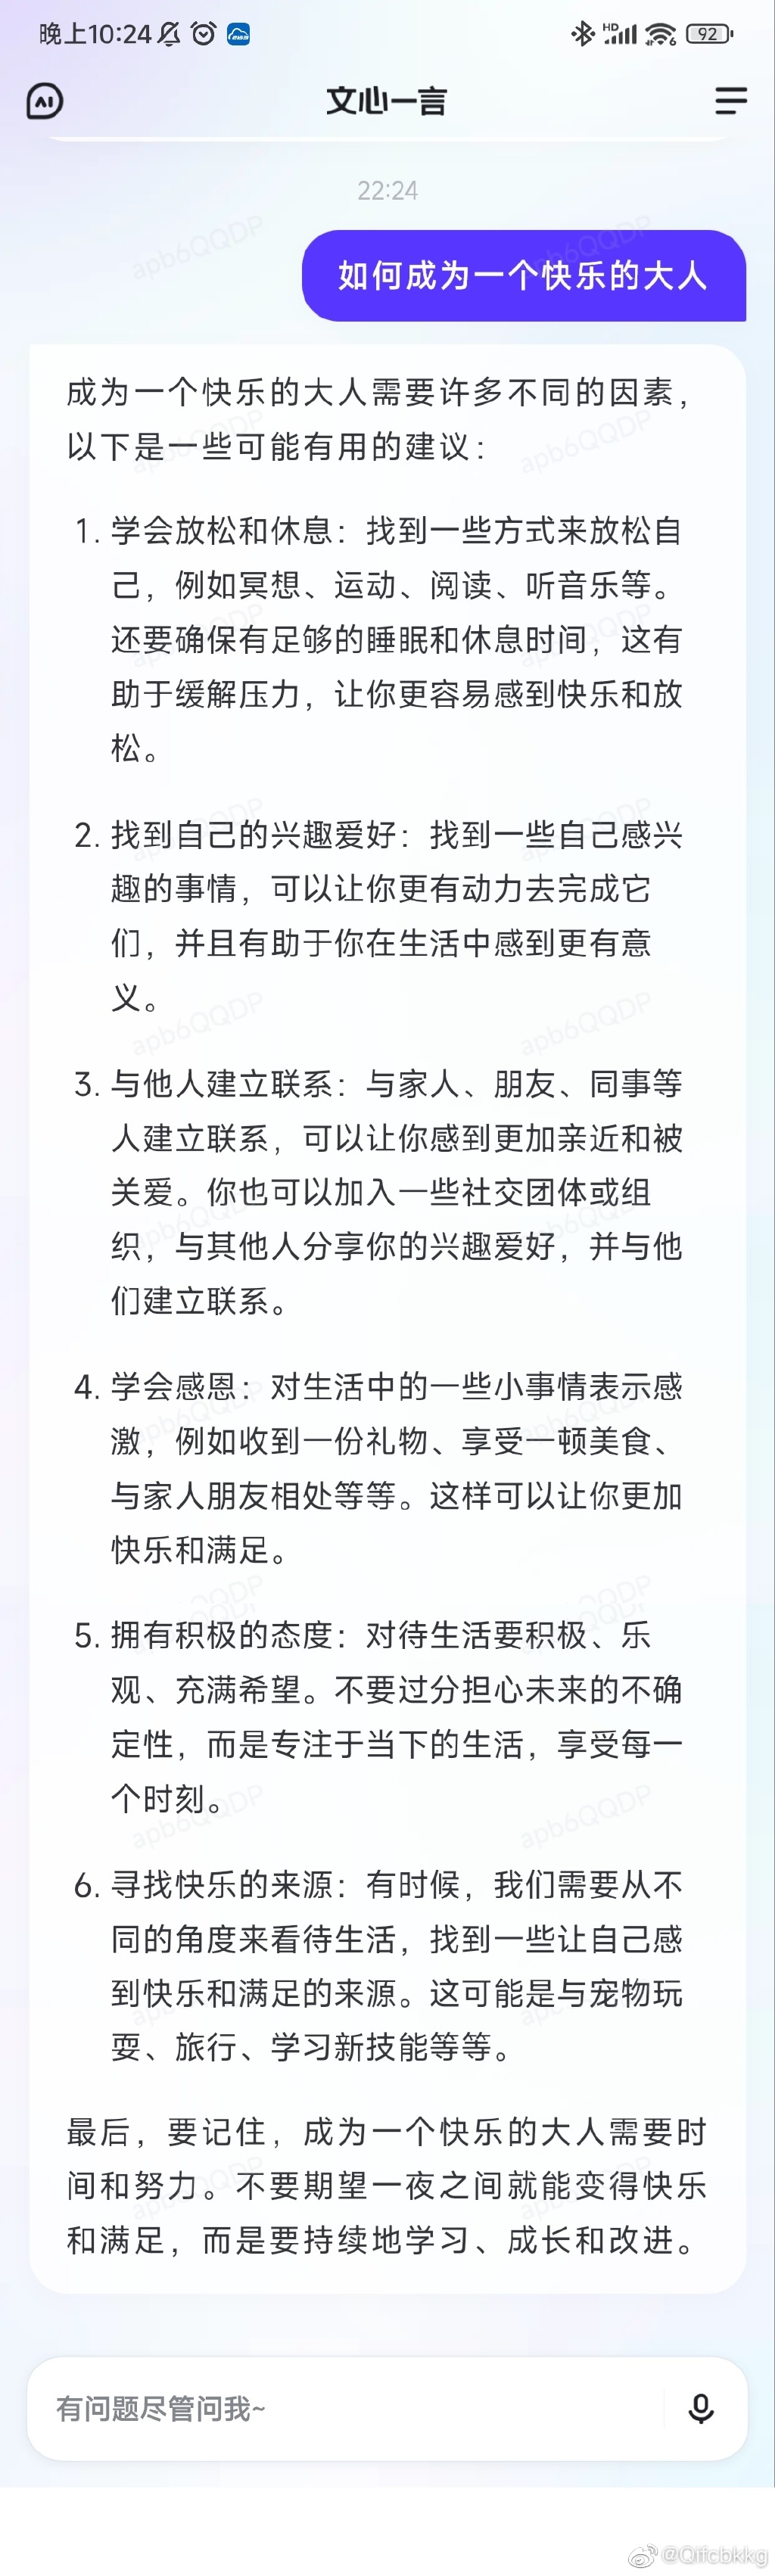 晚上10:24
HD
6
92
AI
文心一言
22:24
如何成为一个快乐的大人
成为一个快乐的大人需要许多不同的因素，
以下是一些可能有用的建议：
1. 学会放松和休息：找到一些方式来放松自
己，例如冥想、运动、阅读、听音乐等。
还要确保有足够的睡眠和休息时间，这有
助于缓解压力，让你更容易感到快乐和放
松。
2. 找到自己的兴趣爱好：找到一些自己感兴
趣的事情，可以让你更有动力去完成它
们，并且有助于你在生活中感到更有意
义。
3. 与他人建立联系：与家人、朋友、同事等
人建立联系，可以让你感到更加亲近和被
关爱。你也可以加入一些社交团体或组
织，与其他人分享你的兴趣爱好，并与他
们建立联系。
4. 学会感恩：对生活中的一些小事情表示感
激，例如收到一份礼物、享受一顿美食、
与家人朋友相处等等。这样可以让你更加
快乐和满足。
5. 拥有积极的态度：对待生活要积极、乐
观、充满希望。不要过分担心未来的不确
定性，而是专注于当下的生活，享受每一
个时刻。
6. 寻找快乐的来源：有时候，我们需要从不
同的角度来看待生活，找到一些让自己感
到快乐和满足的来源。这可能是与宠物玩
耍、旅行、学习新技能等等。
最后，要记住，成为一个快乐的大人需要时
间和努力。不要期望一夜之间就能变得快乐
和满足，而是要持续地学习、成长和改进。
有问题尽管问我~
@Qifcbkkg
apb6QQDP